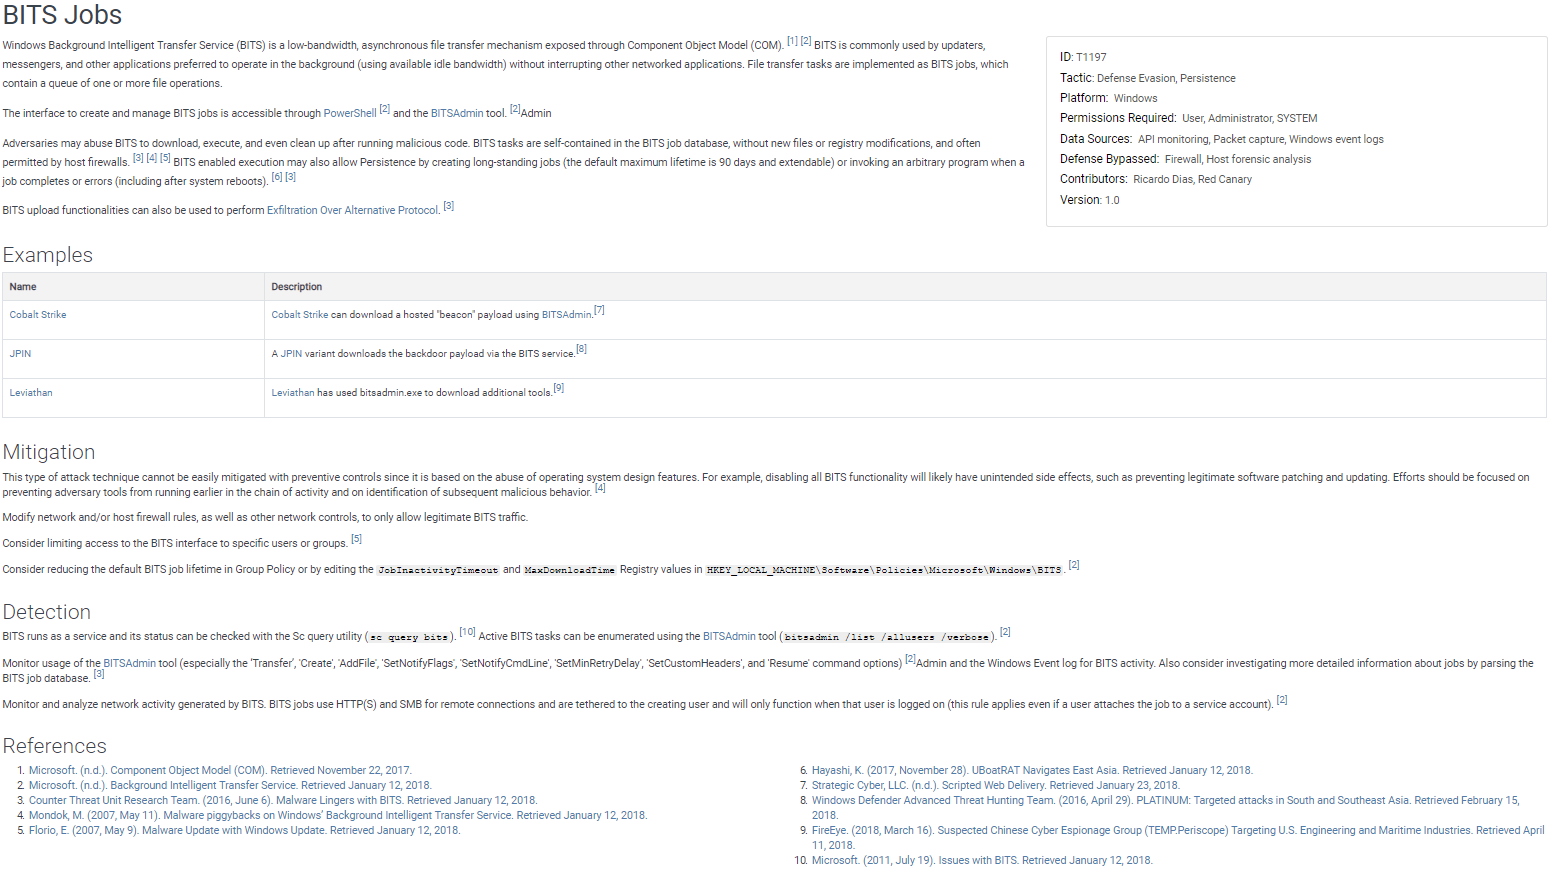 BITS Jobs
Windows Background Intelligent Transfer Service (BITS) is a low-bandwidth, asynchronous file transfer mechanism exposed through Component Object Model (COM). [1] [2] BITS is commonly used by updaters,
messengers, and other applications preferred to operate in the background (using available idle bandwidth) without interrupting other networked applications. File transfer tasks are implemented as BITS jobs, which
contain a queue of one or more file operations.
The interface to create and manage BITS jobs is accessible through PowerShell [2] and the BITSAdmin tool. [2]Admin
Adversaries may abuse BITS to download, execute, and even clean up after running malicious code. BITS tasks are self-contained in the BITS job database, without new files or registry modifications, and often
permitted by host firewalls. [3] [4] [5] BITS enabled execution may also allow Persistence by creating long-standing jobs (the default maximum lifetime is 90 days and extendable) or invoking an arbitrary program when a
job completes or errors (including after system reboots). [6] [3]
BITS upload functionalities can also be used to perform Exfiltration Over Alternative Protocol. [3]
ID: T1197
Tactic: Defense Evasion, Persistence
Platform: Windows
Permissions Required: User, Administrator, SYSTEM
Data Sources: API monitoring, Packet capture, Windows event logs
Defense Bypassed: Firewall, Host forensic analysis
Contributors: Ricardo Dias, Red Canary
Version: 1.0
Examples
Name Description
Cobalt Strike Cobalt Strike can download a hosted "beacon" payload using BITSAdmin.[7]
JPIN A JPIN variant downloads the backdoor payload via the BITS service.[8]
Leviathan Leviathan has used bitsadmin.exe to download additional tools.[9]
Mitigation
This type of attack technique cannot be easily mitigated with preventive controls since it is based on the abuse of operating system design features. For example, disabling all BITS functionality will likely have unintended side effects, such as preventing legitimate software patching and updating. Efforts should be focused on
preventing adversary tools from running earlier in the chain of activity and on identification of subsequent malicious behavior. [4]
Modify network and/or host firewall rules, as well as other network controls, to only allow legitimate BITS traffic.
Consider limiting access to the BITS interface to specific users or groups. [5]
Consider reducing the default BITS job lifetime in Group Policy or by editing the JobInactivityTimeout and MaxDownloadTime Registry values in HKEY_LOCAL_MACHINE\Software\Policies\Microsoft\Windows\BITS. [2]
Detection
BITS runs as a service and its status can be checked with the Sc query utility (sc query bits). [10] Active BITS tasks can be enumerated using the BITSAdmin tool (bitsadmin /list /allusers /verbose). [2]
Monitor usage of the BITSAdmin tool (especially the 'Transfer', 'Create', 'AddFile', 'SetNotifyFlags', 'SetNotifyCmdLine', 'SetMinRetryDelay', 'SetCustomHeaders', and 'Resume' command options) [2]Admin and the Windows Event log for BITS activity. Also consider investigating more detailed information about jobs by parsing the
BITS job database. [3]
Monitor and analyze network activity generated by BITS. BITS jobs use HTTP(S) and SMB for remote connections and are tethered to the creating user and will only function when that user is logged on (this rule applies even if a user attaches the job to a service account). [2]
References
1. Microsoft. (n.d.). Component Object Model (COM). Retrieved November 22, 2017.
2. Microsoft. (n.d.). Background Intelligent Transfer Service. Retrieved January 12, 2018.
3. Counter Threat Unit Research Team. (2016, June 6). Malware Lingers with BITS. Retrieved January 12, 2018.
4. Mondok, M. (2007, May 11). Malware piggybacks on Windows' Background Intelligent Transfer Service. Retrieved January 12, 2018.
5. Florio, E. (2007, May 9). Malware Update with Windows Update. Retrieved January 12, 2018.
6. Hayashi, K. (2017, November 28). UBoatRAT Navigates East Asia. Retrieved January 12, 2018.
7. Strategic Cyber, LLC. (n.d.). Scripted Web Delivery. Retrieved January 23, 2018.
8. Windows Defender Advanced Threat Hunting Team. (2016, April 29). PLATINUM: Targeted attacks in South and Southeast Asia. Retrieved February 15,
2018.
9. FireEye. (2018, March 16). Suspected Chinese Cyber Espionage Group (TEMP.Periscope) Targeting U.S. Engineering and Maritime Industries. Retrieved April
11, 2018.
10. Microsoft. (2011, July 19). Issues with BITS. Retrieved January 12, 2018.